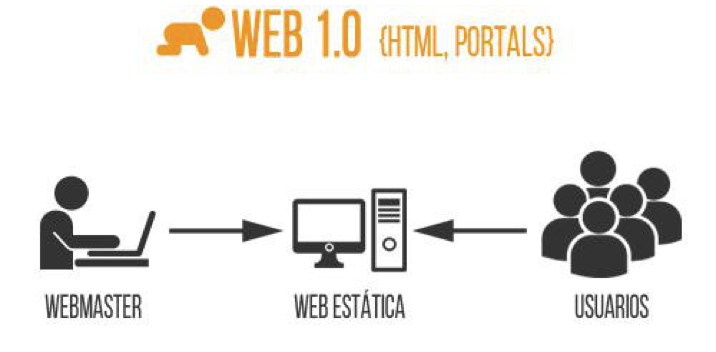 WEB 1.0 {HTML, PORTALS}
WEBMASTER
WEB ESTÁTICA
USUARIOS